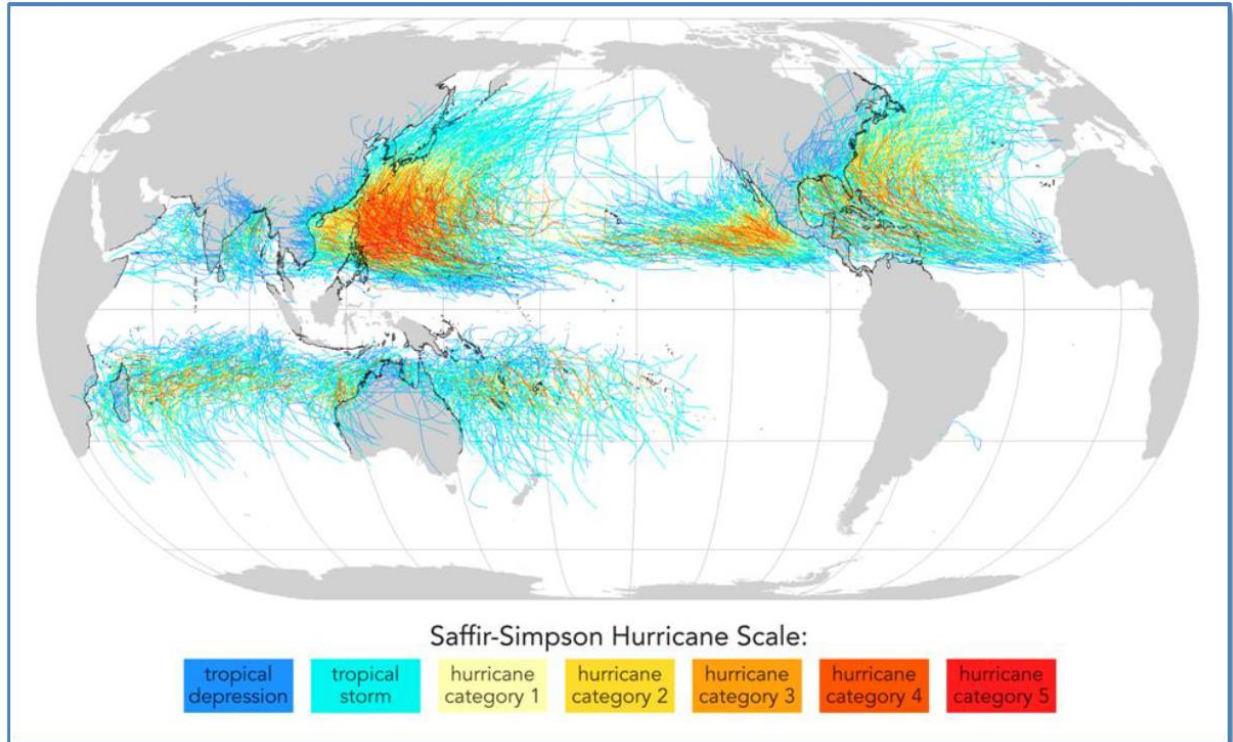 Saffir-Simpson Hurricane Scale:
tropical
depression
tropical
storm
hurricane
category 1
hurricane
category 2
hurricane
category 3
hurricane
category 4
hurricane
category 5